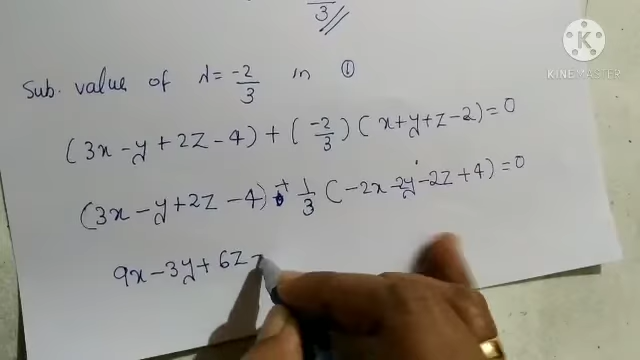 3
Sub. value of λ = -2/3 in ①
(3x - y + 2z - 4) + (-2/3) (x + y + z - 2) = 0
(3x - y + 2z - 4) + 1/3 (-2x - 2y - 2z + 4) = 0
9x - 3y + 6z -
KINEMASTER